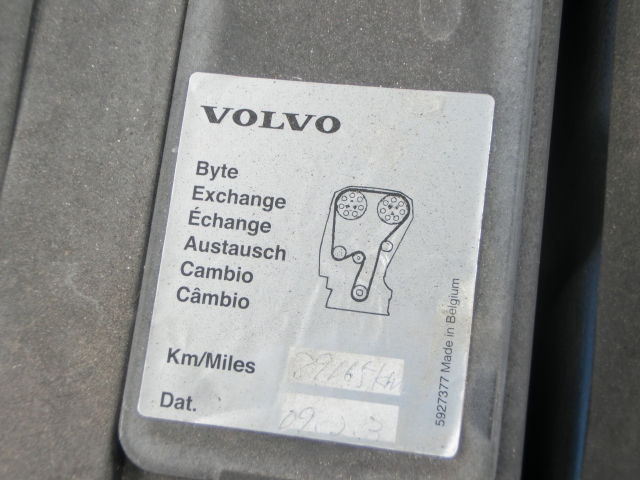 VOLVO
Byte
Exchange
Échange
Austausch
Cambio
Câmbio
Km/Miles
Dat.
5927377 Made in Belgium